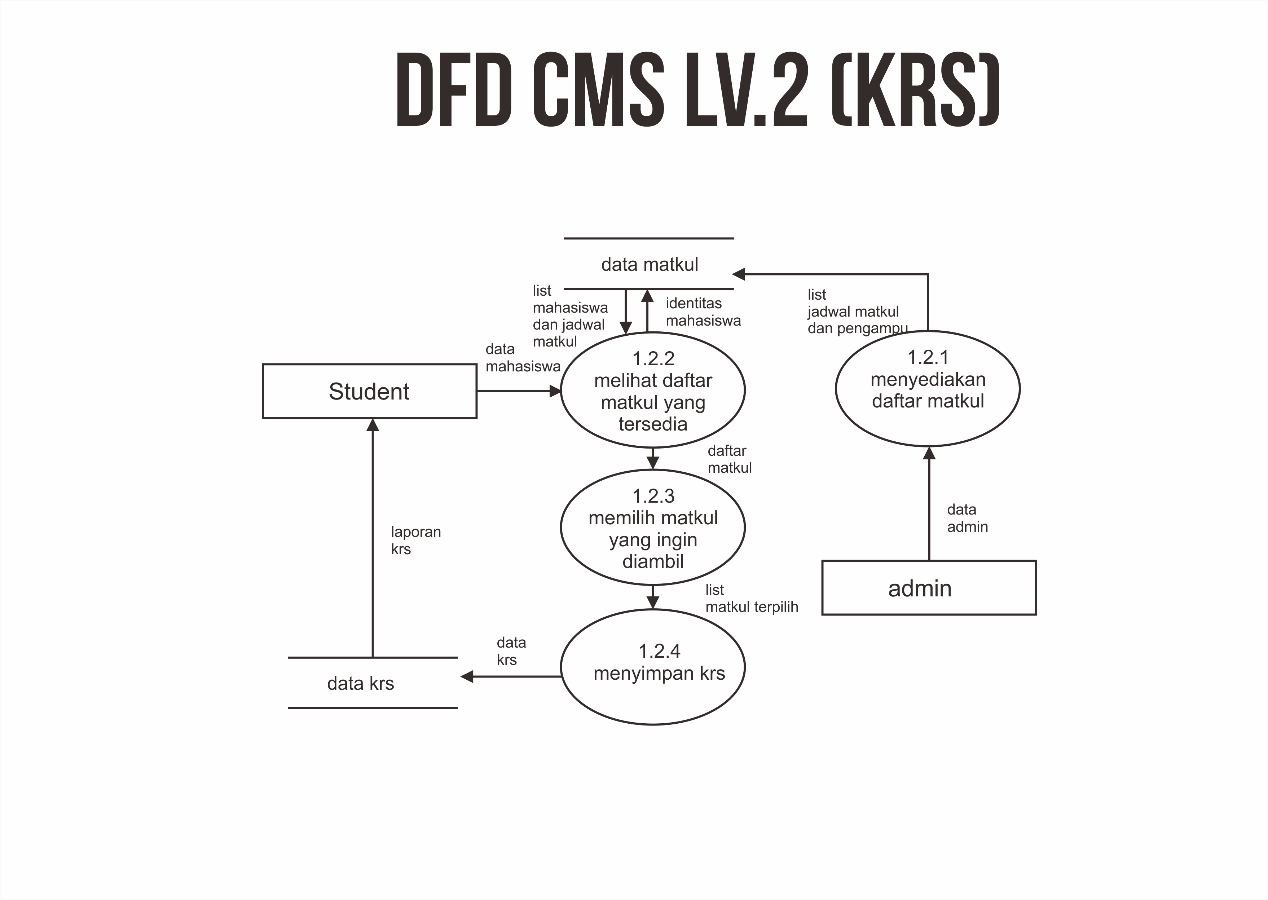 DFD CMS LV.2 (KRS)
data matkul
list
mahasiswa
dan jadwal
matkul
identitas
mahasiswa
list
jadwal matkul
dan pengampu
data
mahasiswa
Student
1.2.2
melihat daftar
matkul yang
tersedia
1.2.1
menyediakan
daftar matkul
daftar
matkul
1.2.3
memilih matkul
yang ingin
diambil
laporan
krs
data
admin
admin
list
matkul terpilih
data
krs
1.2.4
menyimpan krs
data krs